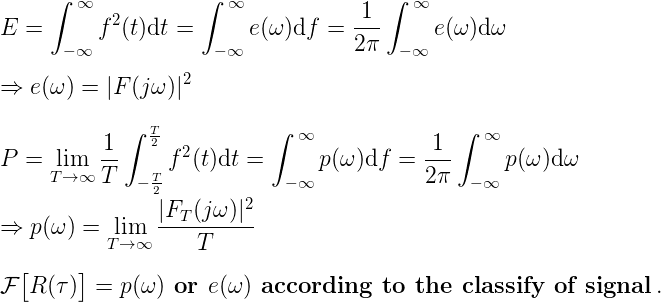 $E = \int_{-\infty}^{\infty} f^2(t)\mathrm{d}t = \int_{-\infty}^{\infty} e(\omega)\mathrm{d}f = \frac{1}{2\pi} \int_{-\infty}^{\infty} e(\omega)\mathrm{d}\omega$
$\Rightarrow e(\omega) = |F(j\omega)|^2$
$P = \lim_{T \to \infty} \frac{1}{T} \int_{-\frac{T}{2}}^{\frac{T}{2}} f^2(t)\mathrm{d}t = \int_{-\infty}^{\infty} p(\omega)\mathrm{d}f = \frac{1}{2\pi} \int_{-\infty}^{\infty} p(\omega)\mathrm{d}\omega$
$\Rightarrow p(\omega) = \lim_{T \to \infty} \frac{|F_T(j\omega)|^2}{T}$
$\mathcal{F}[R(\tau)] = p(\omega)$ or $e(\omega)$ according to the classify of signal.